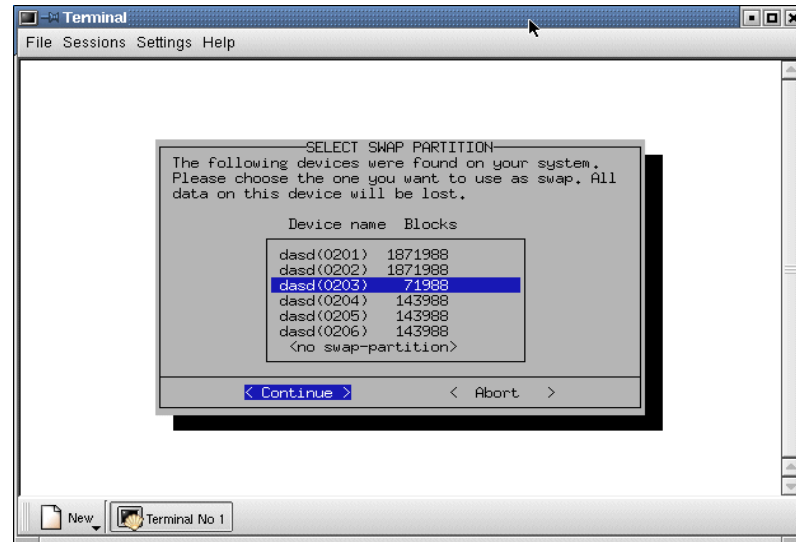 Terminal
File Sessions Settings Help
SELECT SWAP PARTITION
The following devices were found on your system.
Please choose the one you want to use as swap. All
data on this device will be lost.
Device name Blocks
dasd(0201) 1871988
dasd(0202) 1871988
dasd(0203) 71988
dasd(0204) 143988
dasd(0205) 143988
dasd(0206) 143988
<no swap-partition>
< Continue > < Abort >
New Terminal No 1